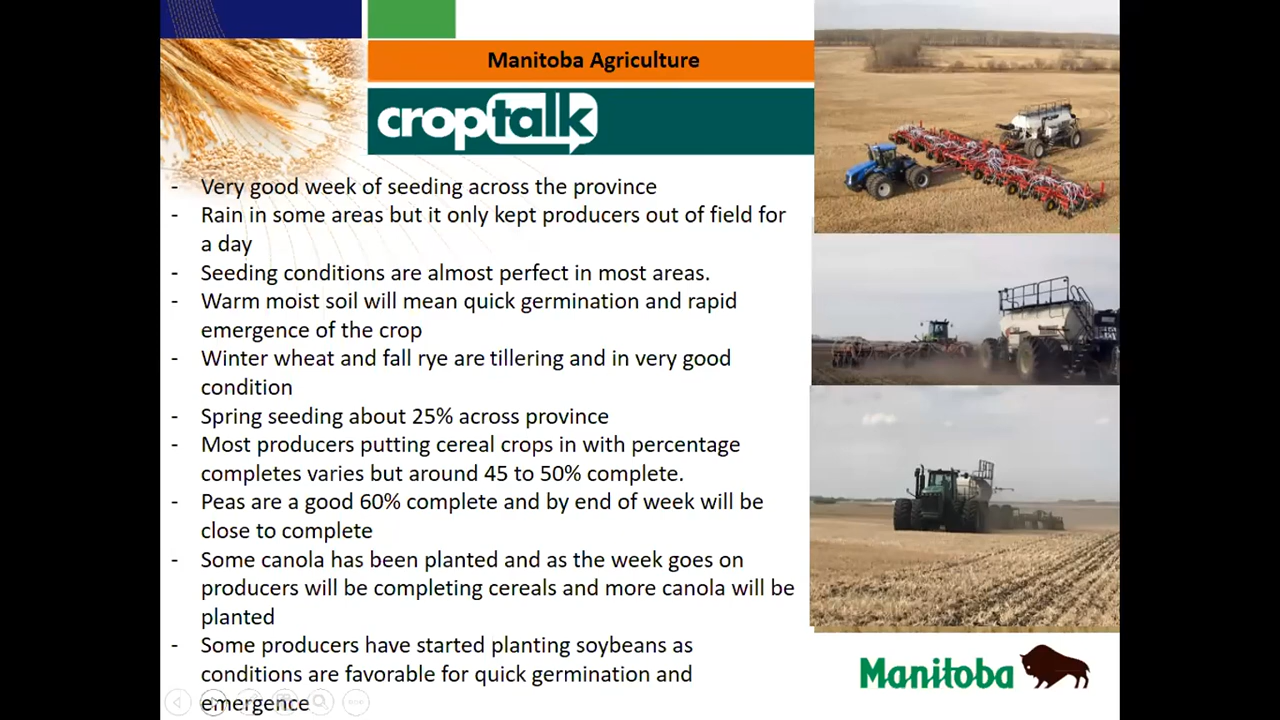 Manitoba Agriculture
croptalk
- Very good week of seeding across the province
- Rain in some areas but it only kept producers out of field for
a day
- Seeding conditions are almost perfect in most areas.
- Warm moist soil will mean quick germination and rapid
emergence of the crop
- Winter wheat and fall rye are tillering and in very good
condition
- Spring seeding about 25% across province
- Most producers putting cereal crops in with percentage
completes varies but around 45 to 50% complete.
- Peas are a good 60% complete and by end of week will be
close to complete
- Some canola has been planted and as the week goes on
producers will be completing cereals and more canola will be
planted
- Some producers have started planting soybeans as
conditions are favorable for quick germination and
emergence
Manitoba